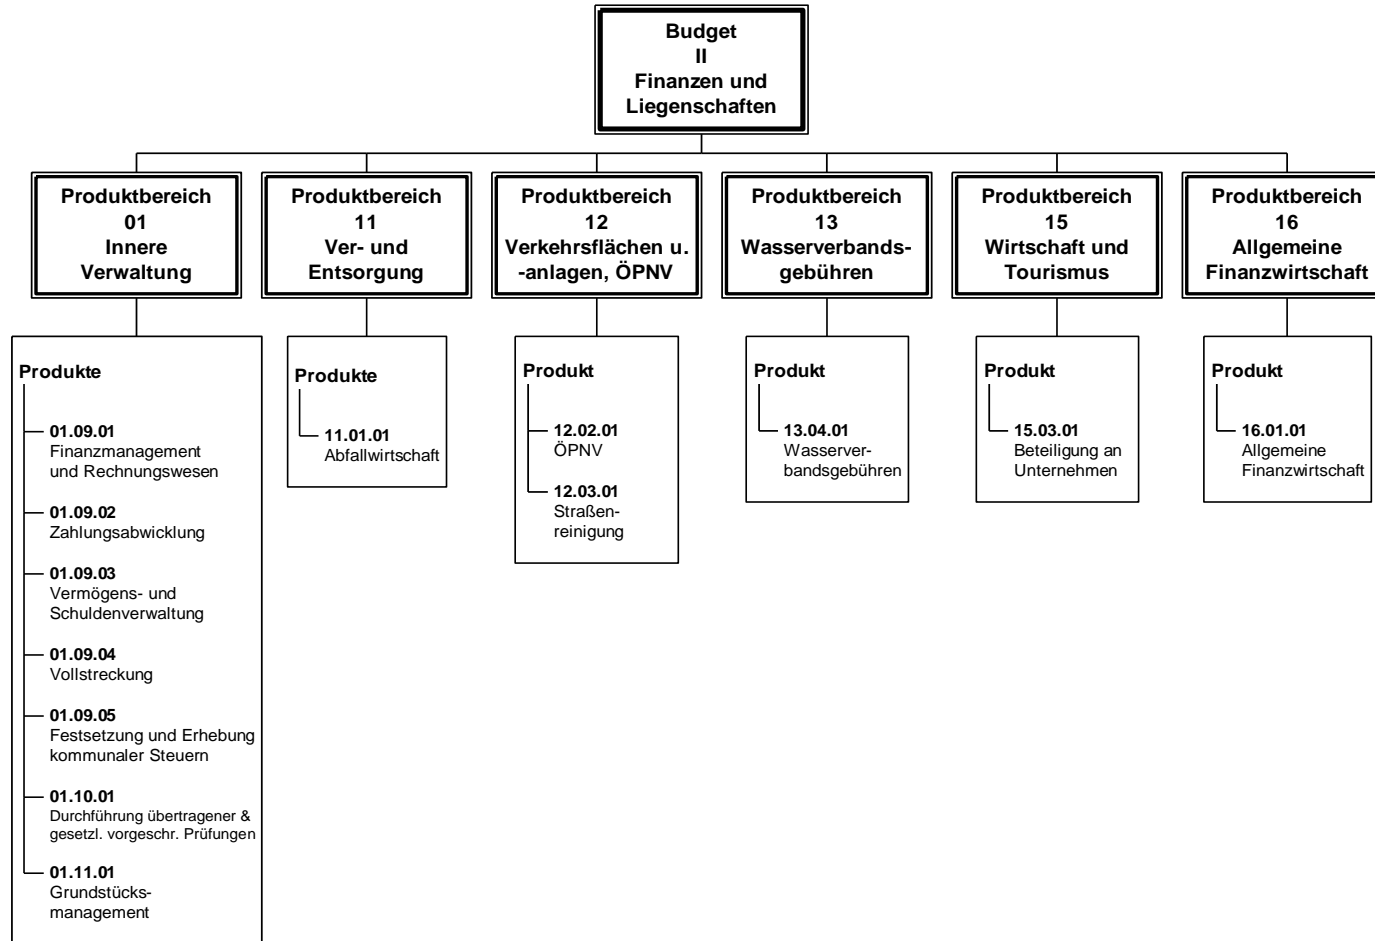 Budget
II
Finanzen und
Liegenschaften
Produktbereich
01
Innere
Verwaltung
Produktbereich
11
Ver- und
Entsorgung
Produktbereich
12
Verkehrsflächen u.
-anlagen, ÖPNV
Produktbereich
13
Wasserverbands-
gebühren
Produktbereich
15
Wirtschaft und
Tourismus
Produktbereich
16
Allgemeine
Finanzwirtschaft
Produkte
01.09.01
Finanzmanagement
und Rechnungswesen
01.09.02
Zahlungsabwicklung
01.09.03
Vermögens- und
Schuldenverwaltung
01.09.04
Vollstreckung
01.09.05
Festsetzung und Erhebung
kommunaler Steuern
01.10.01
Durchführung übertragener &
gesetzl. vorgeschr. Prüfungen
01.11.01
Grundstücks-
management
Produkte
11.01.01
Abfallwirtschaft
Produkt
12.02.01
ÖPNV
12.03.01
Straßen-
reinigung
Produkt
13.04.01
Wasserver-
bandsgebühren
Produkt
15.03.01
Beteiligung an
Unternehmen
Produkt
16.01.01
Allgemeine
Finanzwirtschaft